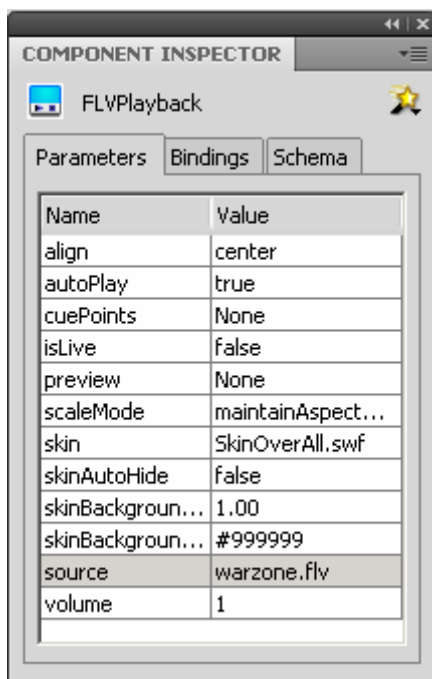 COMPONENT INSPECTOR
FLVPlayback
Parameters Bindings Schema
Name Value
align center
autoPlay true
cuePoints None
isLive false
preview None
scaleMode maintainAspect...
skin SkinOverAll.swf
skinAutoHide false
skinBackgroun... 1.00
skinBackgroun... #999999
source warzone.flv
volume 1